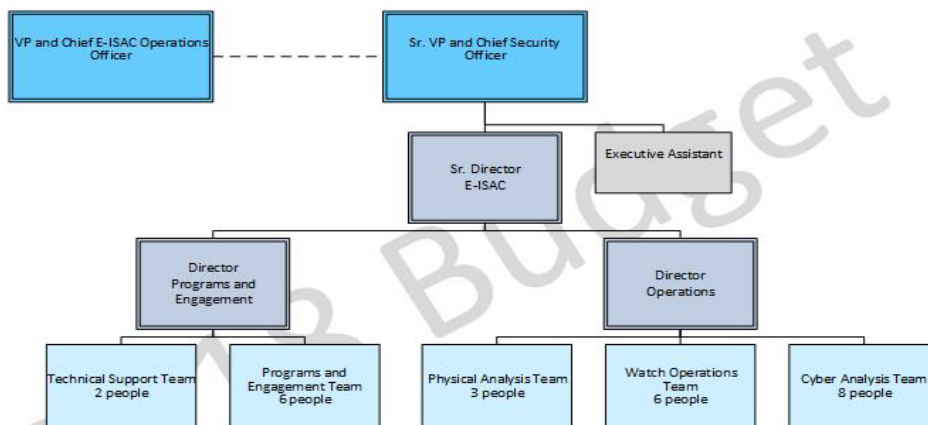 VP and Chief E-ISAC Operations
Officer
Sr. VP and Chief Security
Officer
Executive Assistant
Sr. Director
E-ISAC
Director
Programs and
Engagement
Director
Operations
Technical Support Team
2 people
Programs and
Engagement Team
6 people
Physical Analysis Team
3 people
Watch Operations
Team
6 people
Cyber Analysis Team
8 people
Budget